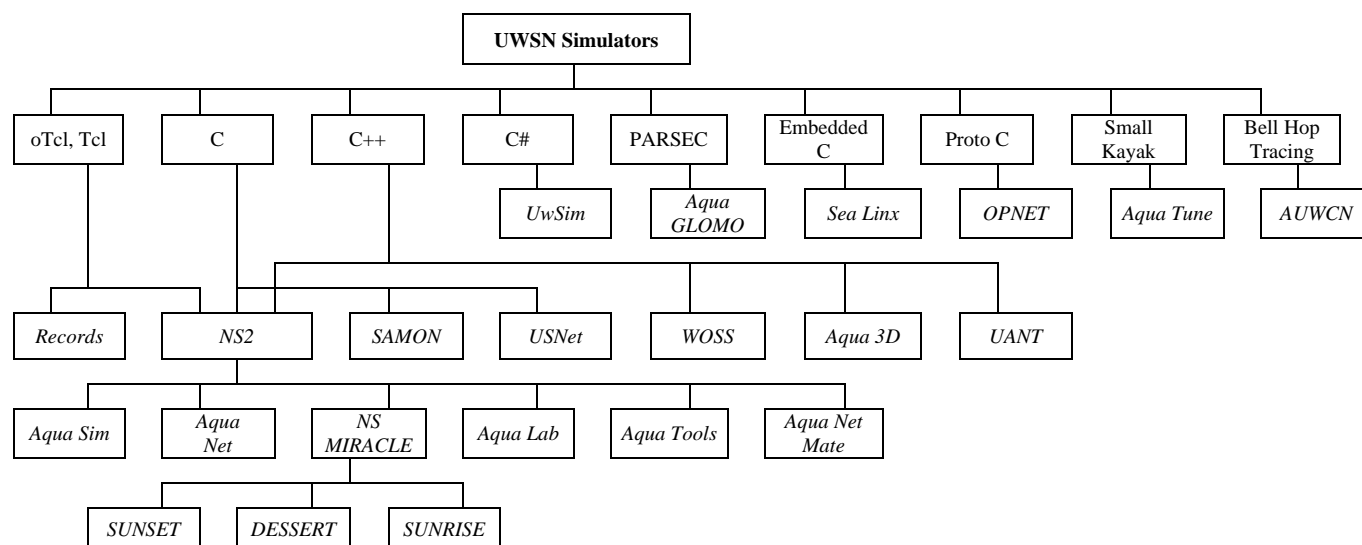 UWSN Simulators
oTcl, Tcl
C
C++
C#
PARSEC
Embedded
C
Proto C
Small
Kayak
Bell Hop
Tracing
UwSim
Aqua
GLOMO
Sea Linx
OPNET
Aqua Tune
AUWCN
Records
NS2
SAMON
USNet
WOSS
Aqua 3D
UANT
Aqua Sim
Aqua
Net
NS
MIRACLE
Aqua Lab
Aqua Tools
Aqua Net
Mate
SUNSET
DESSERT
SUNRISE